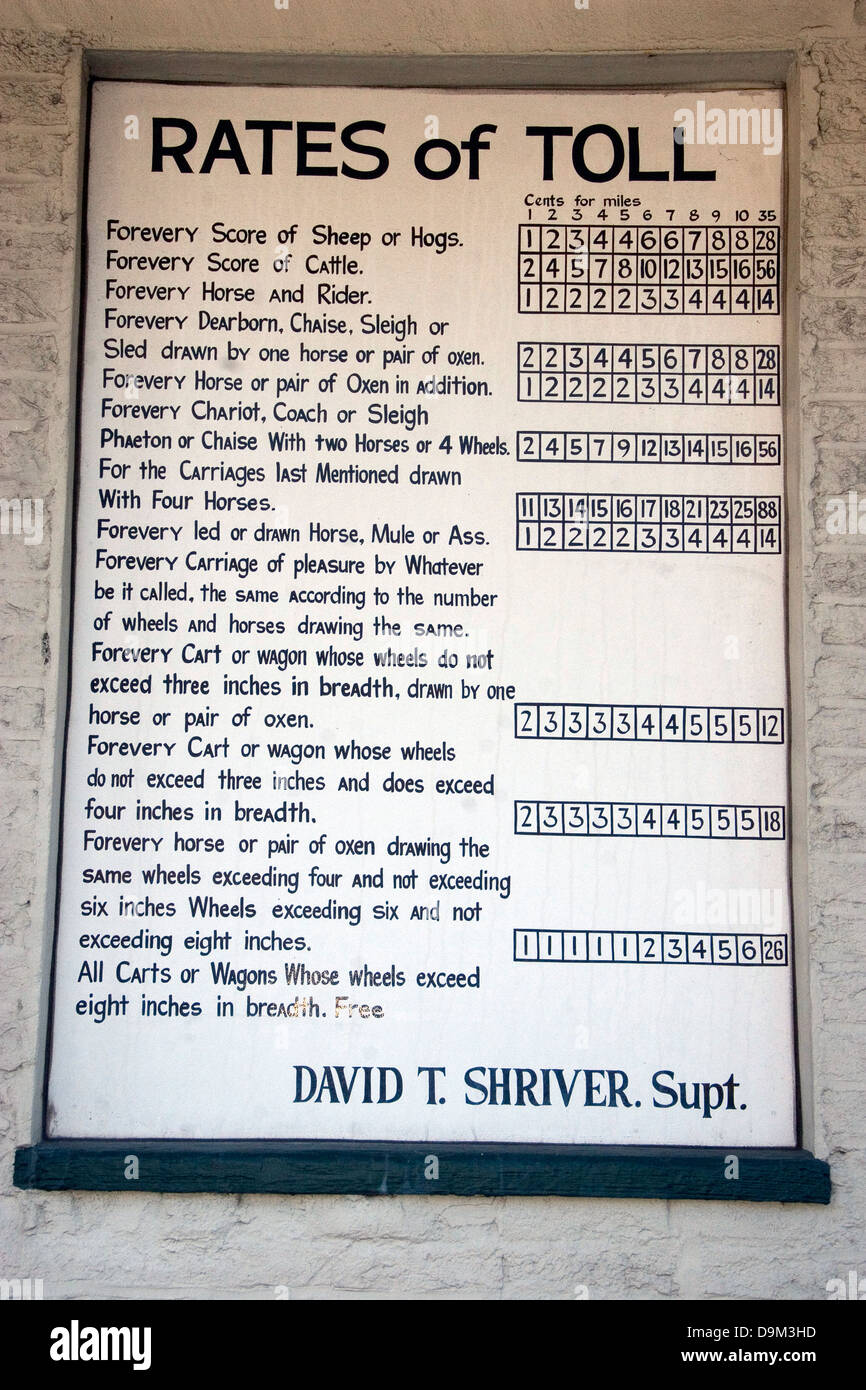 RATES of TOLL
Cents for miles
1 2 3 4 5 6 7 8 9 10 35
Forevery Score of Sheep or Hogs. 1 2 3 4 4 6 6 7 8 8 28
Forevery Score of Cattle. 2 4 5 7 8 10 12 13 15 16 56
Forevery Horse and Rider. 1 2 2 2 2 3 3 4 4 4 14
Forevery Dearborn, Chaise, Sleigh or
Sled drawn by one horse or pair of oxen. 2 2 3 4 4 5 6 7 8 8 28
Forevery Horse or pair of Oxen in addition. 1 2 2 2 2 3 3 4 4 4 14
Forevery Chariot, Coach or Sleigh
Phaeton or Chaise With two Horses or 4 Wheels. 2 4 5 7 9 12 13 14 15 16 56
For the Carriages last Mentioned drawn
With Four Horses. 11 13 14 15 16 17 18 21 23 25 88
Forevery led or drawn Horse, Mule or Ass. 1 2 2 2 2 3 3 4 4 4 14
Forevery Carriage of pleasure by Whatever
be it called, the same according to the number
of wheels and horses drawing the same.
Forevery Cart or wagon whose wheels do not
exceed three inches in breadth, drawn by one
horse or pair of oxen. 2 3 3 3 3 4 4 5 5 5 12
Forevery Cart or wagon whose wheels
do not exceed three inches and does exceed
four inches in breadth. 2 3 3 3 3 4 4 5 5 5 18
Forevery horse or pair of oxen drawing the
same wheels exceeding four and not exceeding
six inches Wheels exceeding six and not
exceeding eight inches. 1 1 1 1 1 2 3 4 5 6 26
All Carts or Wagons Whose wheels exceed
eight inches in breadth. Free
DAVID T. SHRIVER. Supt.
alamy
Image ID: D9M3HD
www.alamy.com